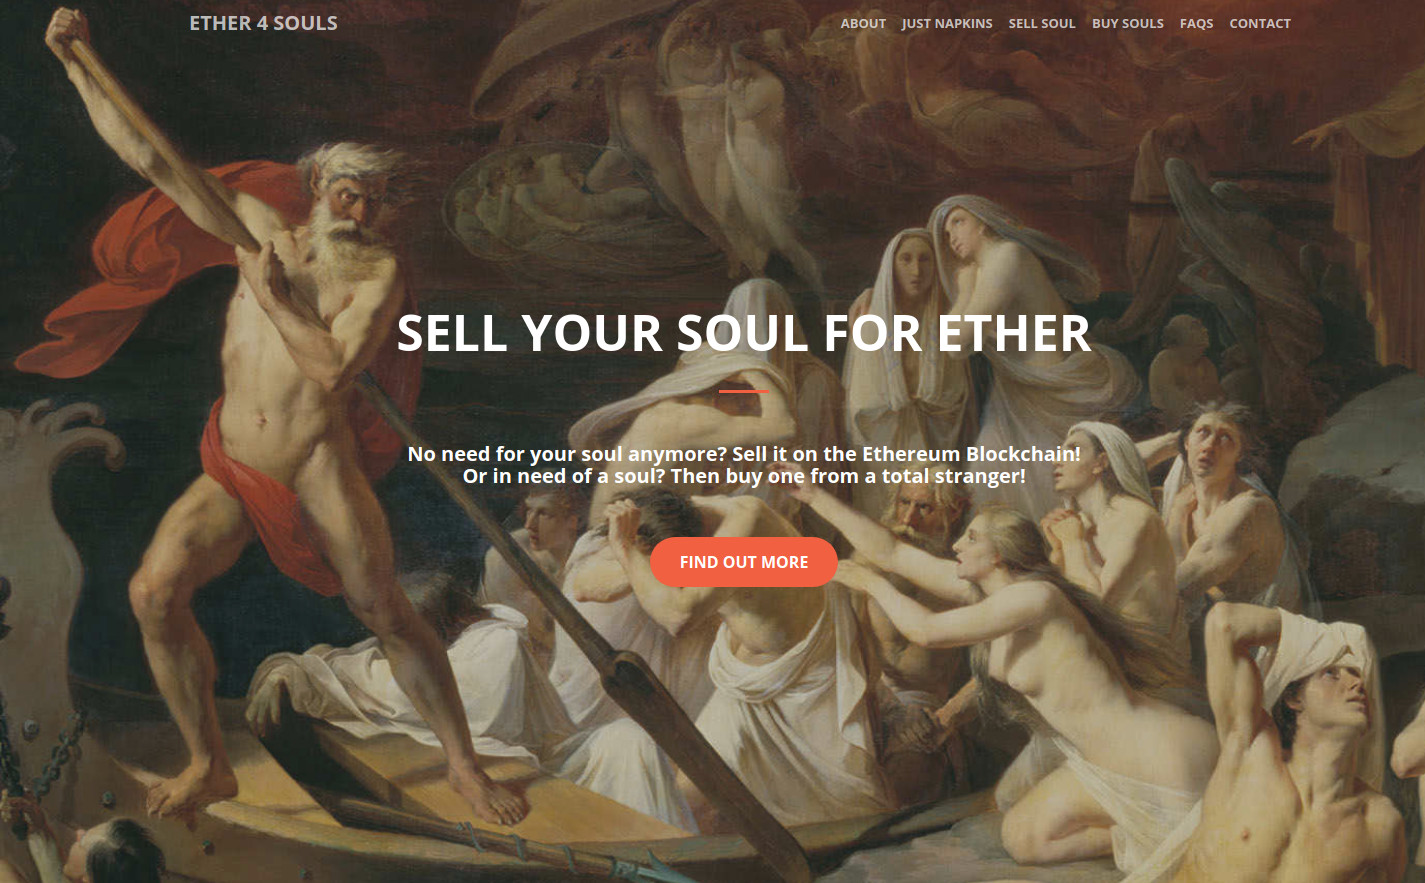 ETHER 4 SOULS
ABOUT JUST NAPKINS SELL SOUL BUY SOULS FAQS CONTACT
SELL YOUR SOUL FOR ETHER
No need for your soul anymore? Sell it on the Ethereum Blockchain!
Or in need of a soul? Then buy one from a total stranger!
FIND OUT MORE